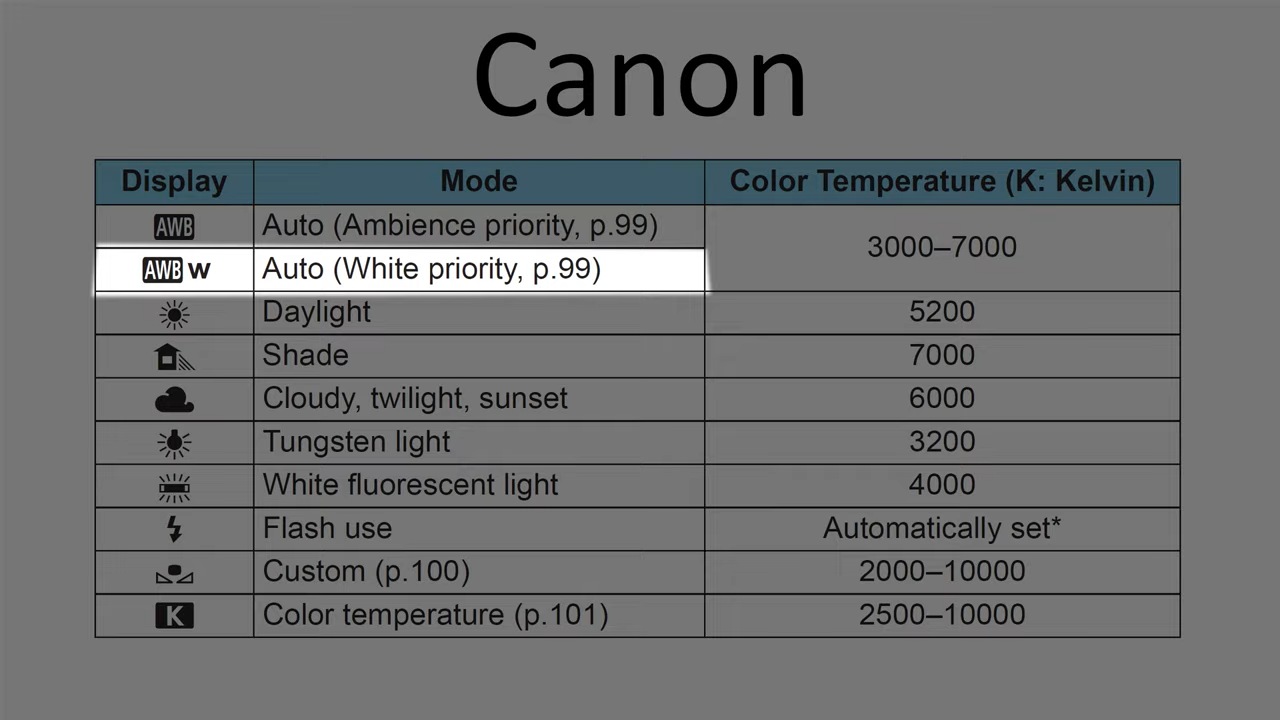 Canon
Display Mode Color Temperature (K: Kelvin)
AWB Auto (Ambience priority, p.99) 3000–7000
AWB W Auto (White priority, p.99)
Daylight 5200
Shade 7000
Cloudy, twilight, sunset 6000
Tungsten light 3200
White fluorescent light 4000
Flash use Automatically set*
Custom (p.100) 2000–10000
K Color temperature (p.101) 2500–10000